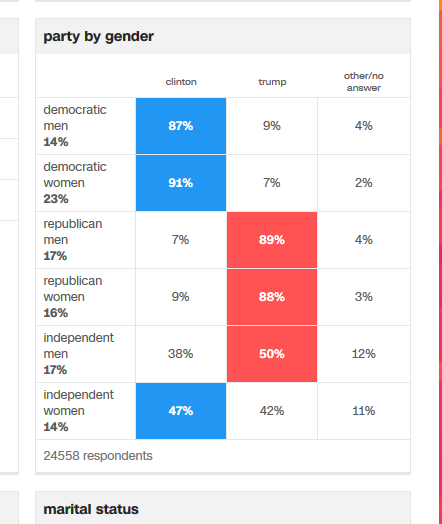 party by gender
clinton trump other/no answer
democratic
men
14%
87% 9% 4%
democratic
women
23%
91% 7% 2%
republican
men
17%
7% 89% 4%
republican
women
16%
9% 88% 3%
independent
men
17%
38% 50% 12%
independent
women
14%
47% 42% 11%
24558 respondents
marital status